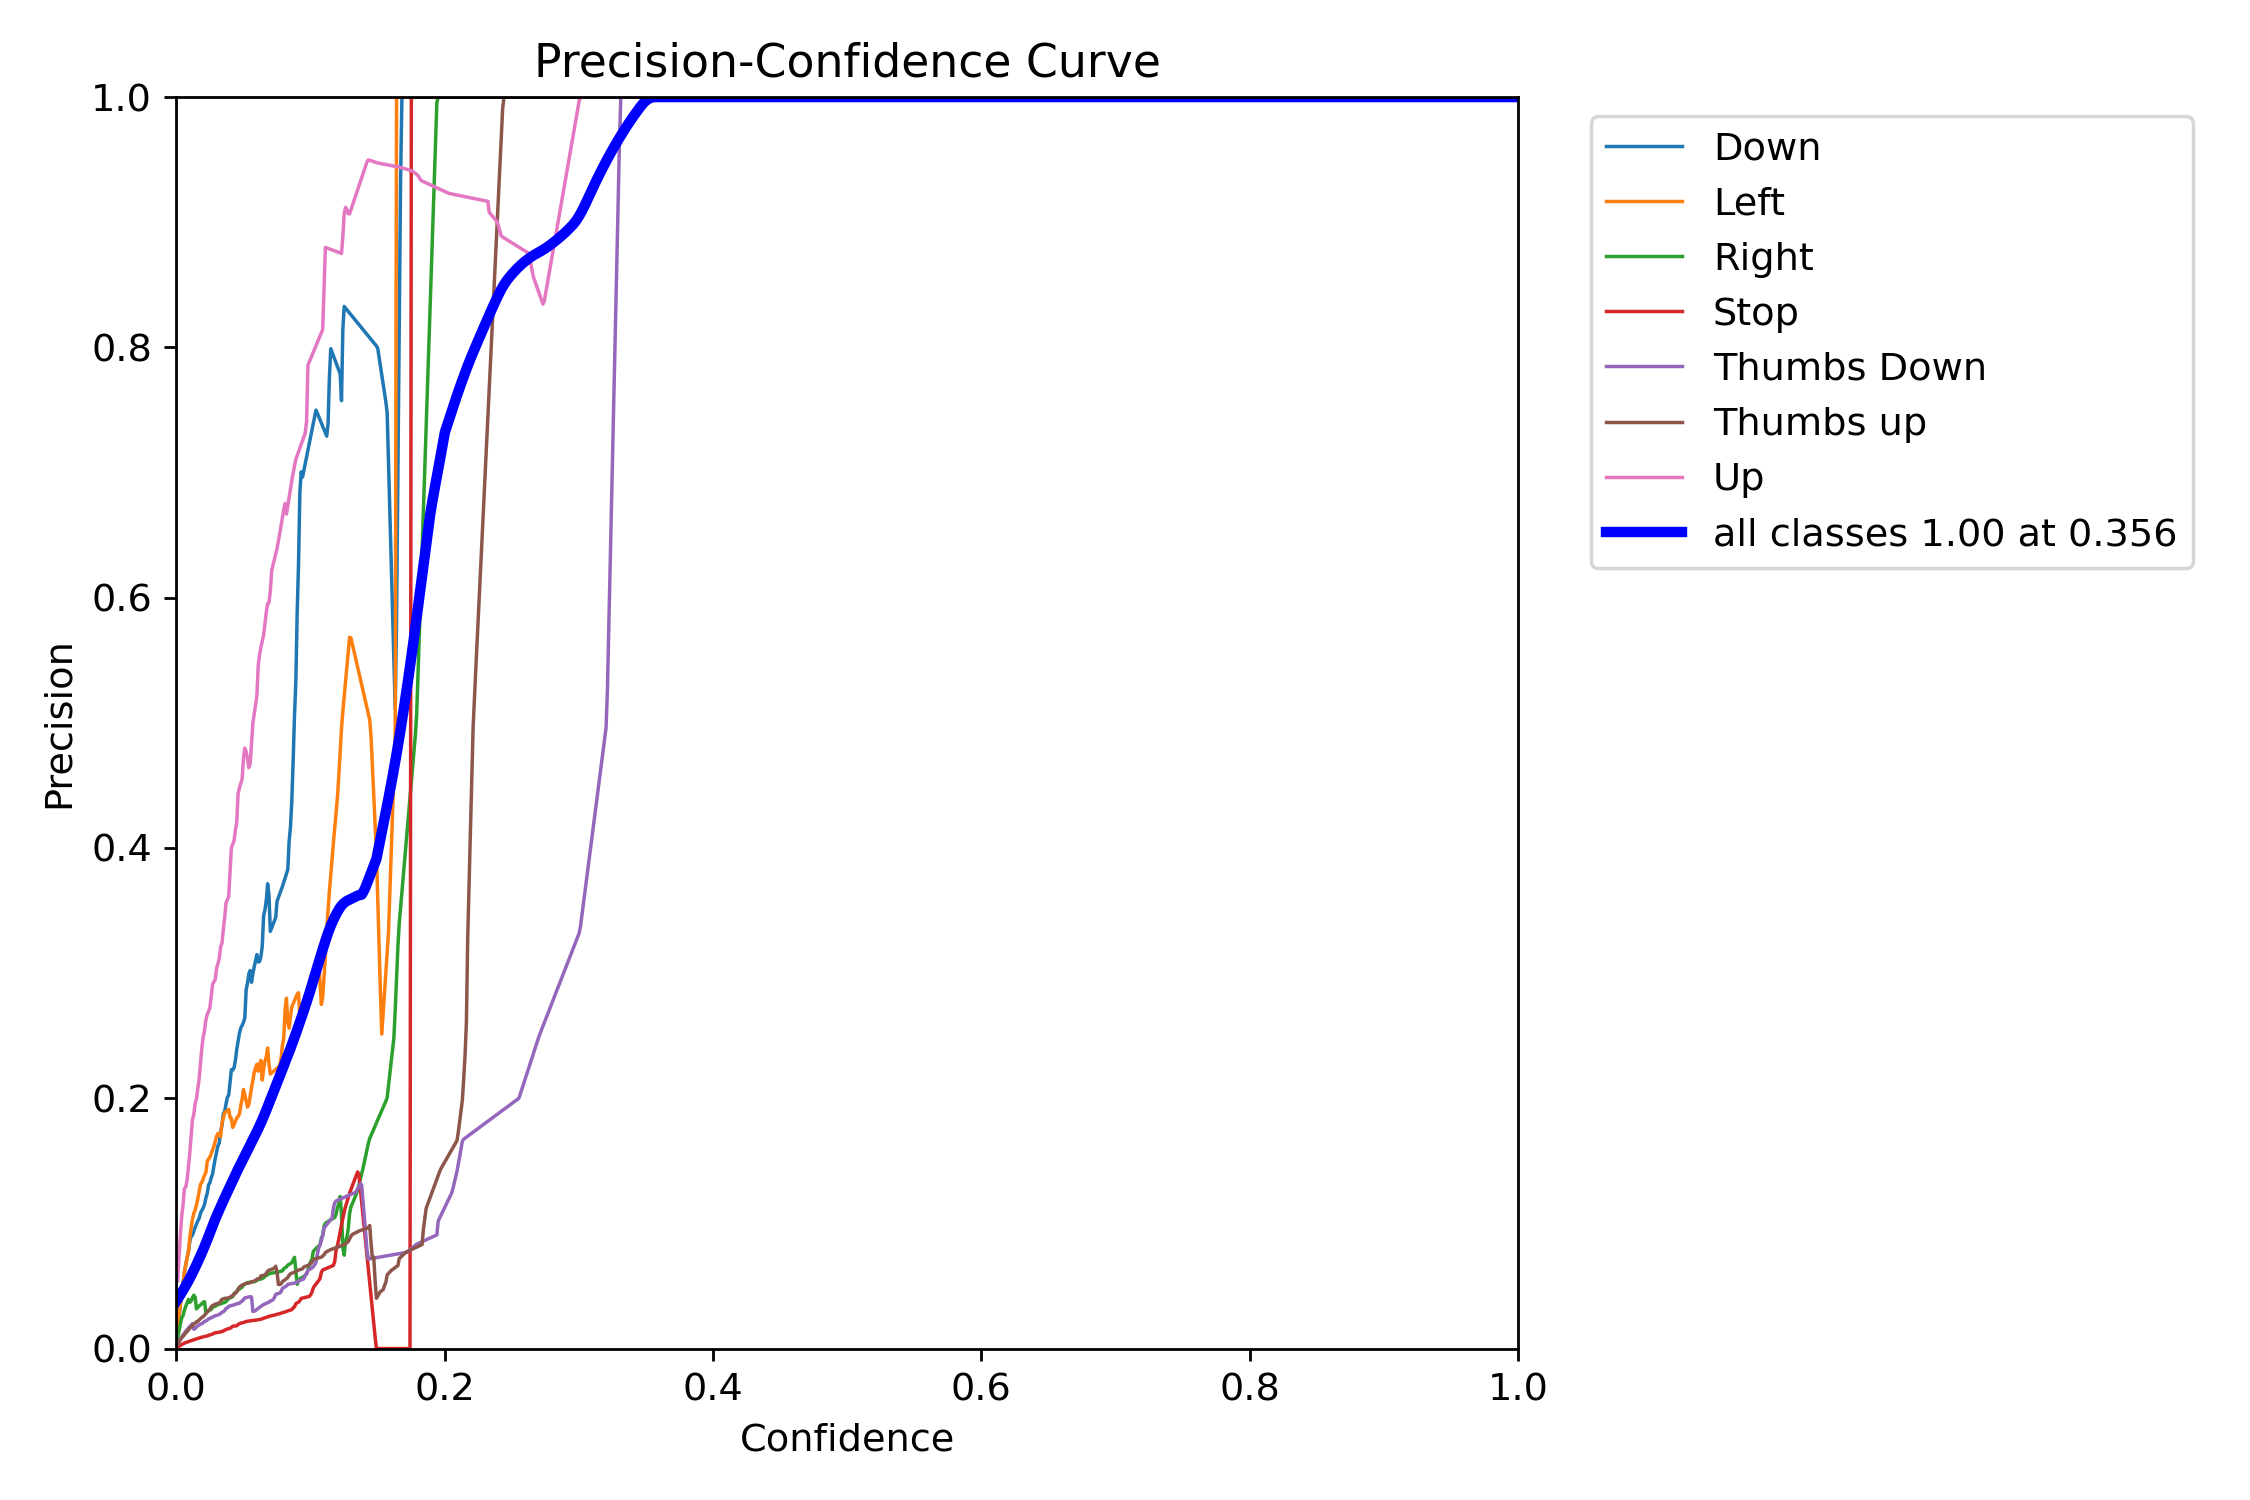 Precision-Confidence Curve
1.0
0.8
0.6
0.4
0.2
0.0
Precision
0.0 0.2 0.4 0.6 0.8 1.0
Confidence
Down
Left
Right
Stop
Thumbs Down
Thumbs up
Up
all classes 1.00 at 0.356